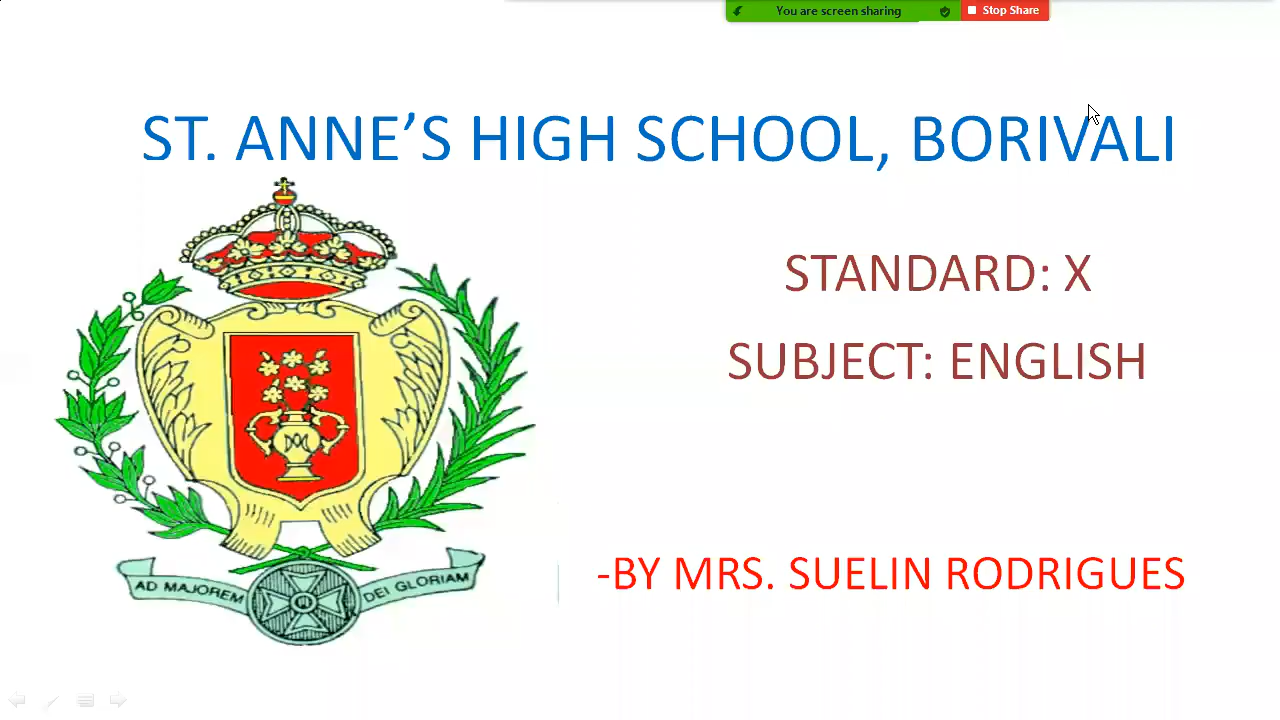 You are screen sharing
Stop Share
ST. ANNE’S HIGH SCHOOL, BORIVALI
STANDARD: X
SUBJECT: ENGLISH
-BY MRS. SUELIN RODRIGUES
AD MAJOREM DEI GLORIAM